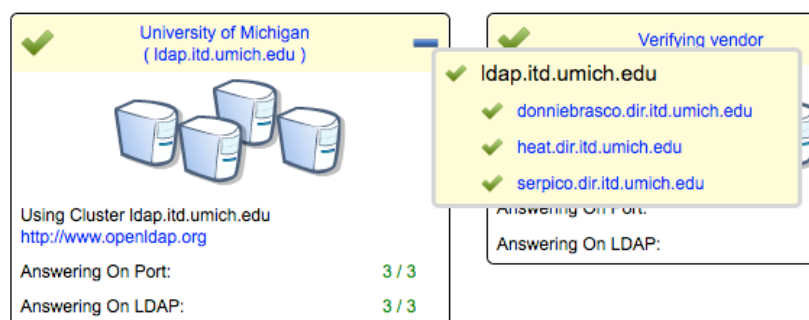 University of Michigan
( ldap.itd.umich.edu )
Using Cluster ldap.itd.umich.edu
http://www.openldap.org
Answering On Port: 3 / 3
Answering On LDAP: 3 / 3
Verifying vendor
ldap.itd.umich.edu
donniebrasco.dir.itd.umich.edu
heat.dir.itd.umich.edu
serpico.dir.itd.umich.edu
Answering On Port:
Answering On LDAP: